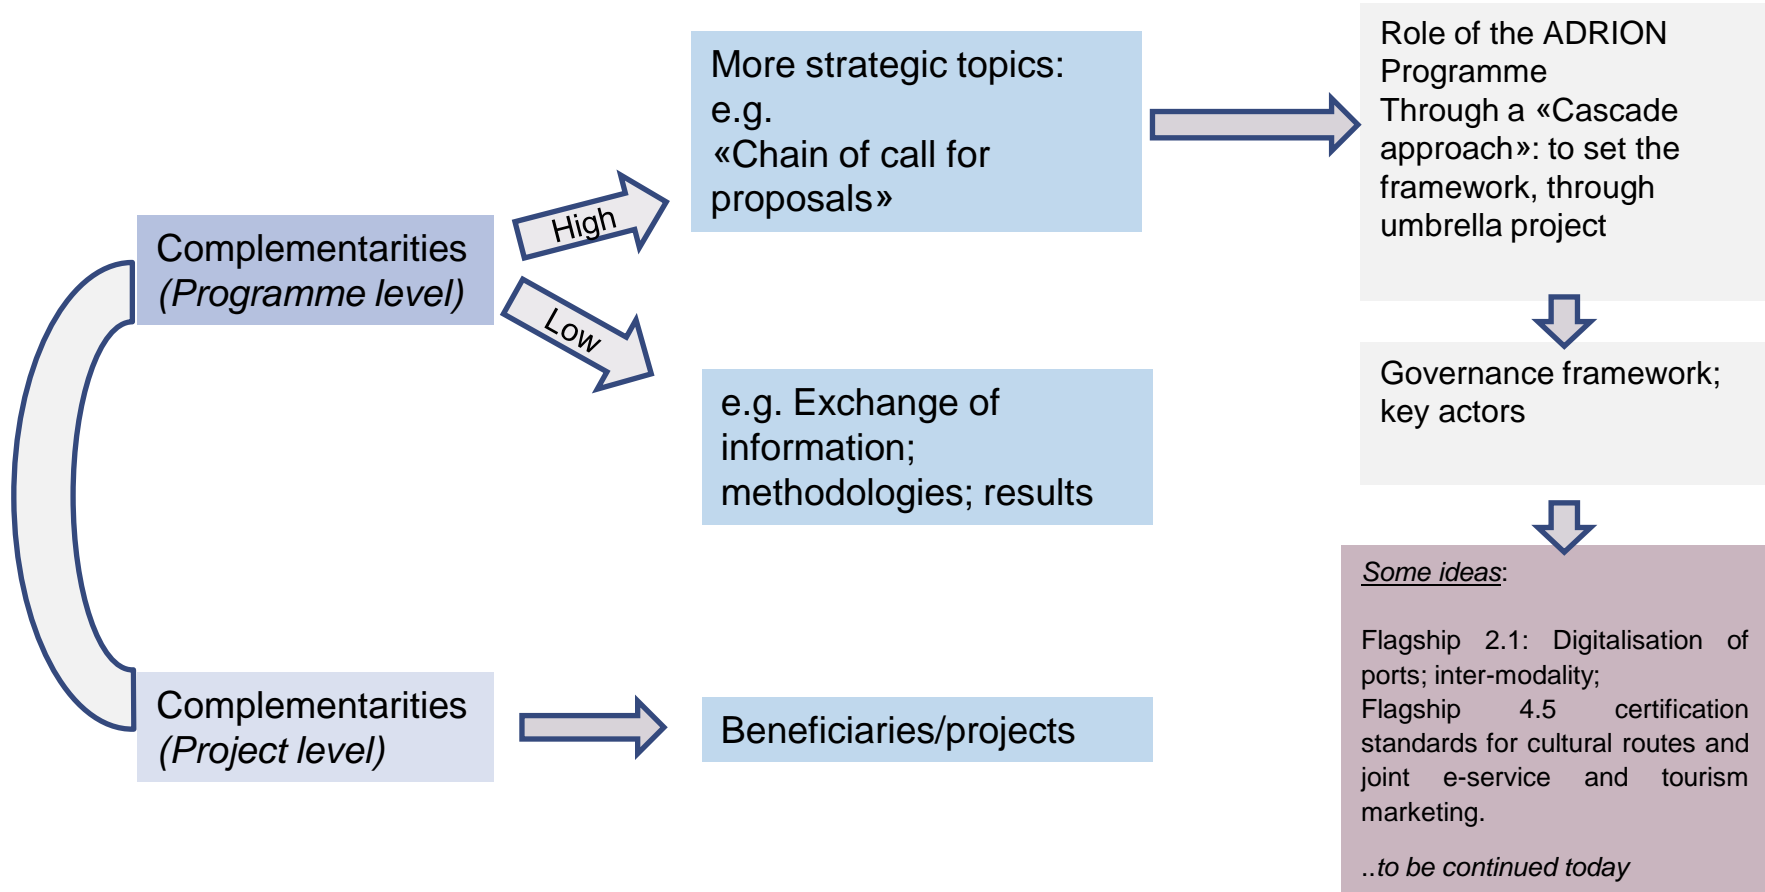 Complementarities
(Programme level)
High
Low
More strategic topics:
e.g.
«Chain of call for
proposals»
e.g. Exchange of
information;
methodologies; results
Role of the ADRION
Programme
Through a «Cascade
approach»: to set the
framework, through
umbrella project
Governance framework;
key actors
Some ideas:
Flagship 2.1: Digitalisation of
ports; inter-modality;
Flagship 4.5 certification
standards for cultural routes and
joint e-service and tourism
marketing.
..to be continued today
Complementarities
(Project level)
Beneficiaries/projects